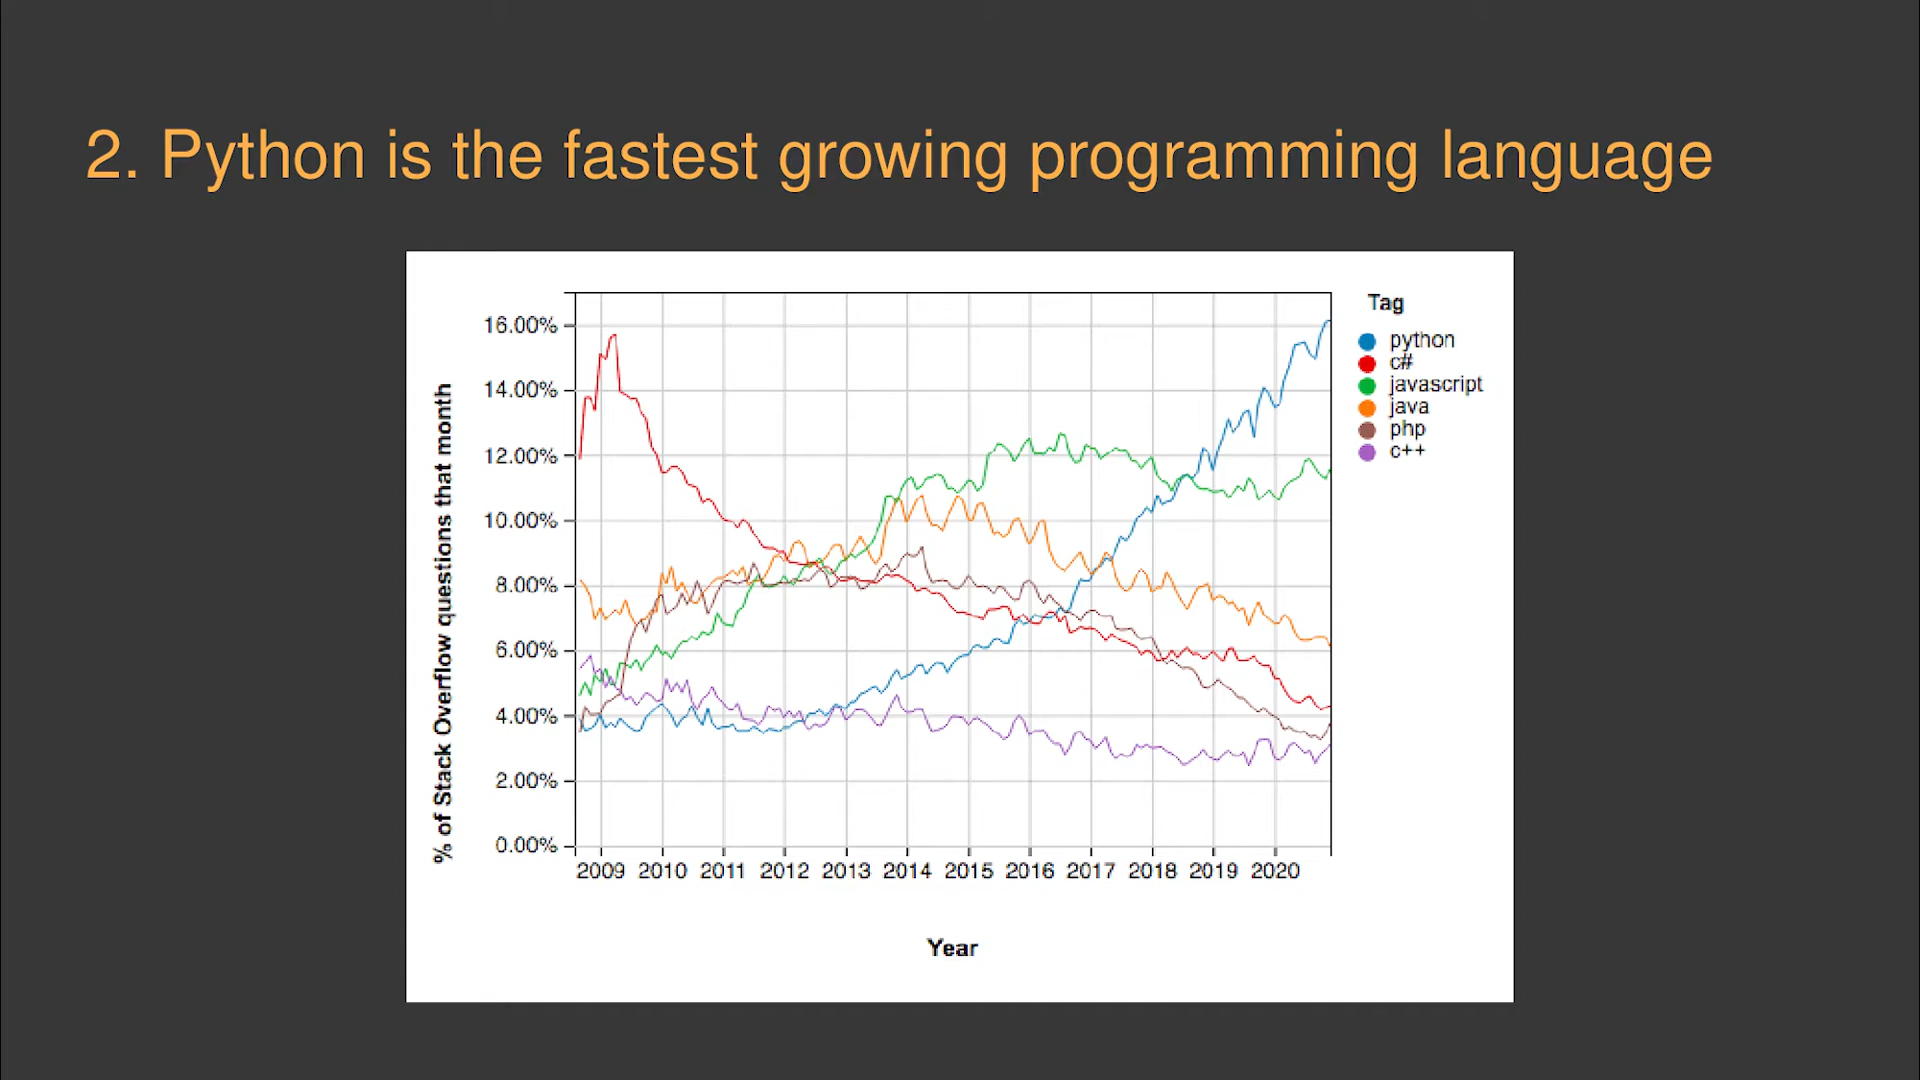 2. Python is the fastest growing programming language
% of Stack Overflow questions that month
16.00%
14.00%
12.00%
10.00%
8.00%
6.00%
4.00%
2.00%
0.00%
2009 2010 2011 2012 2013 2014 2015 2016 2017 2018 2019 2020
Year
Tag
python
c#
javascript
java
php
c++